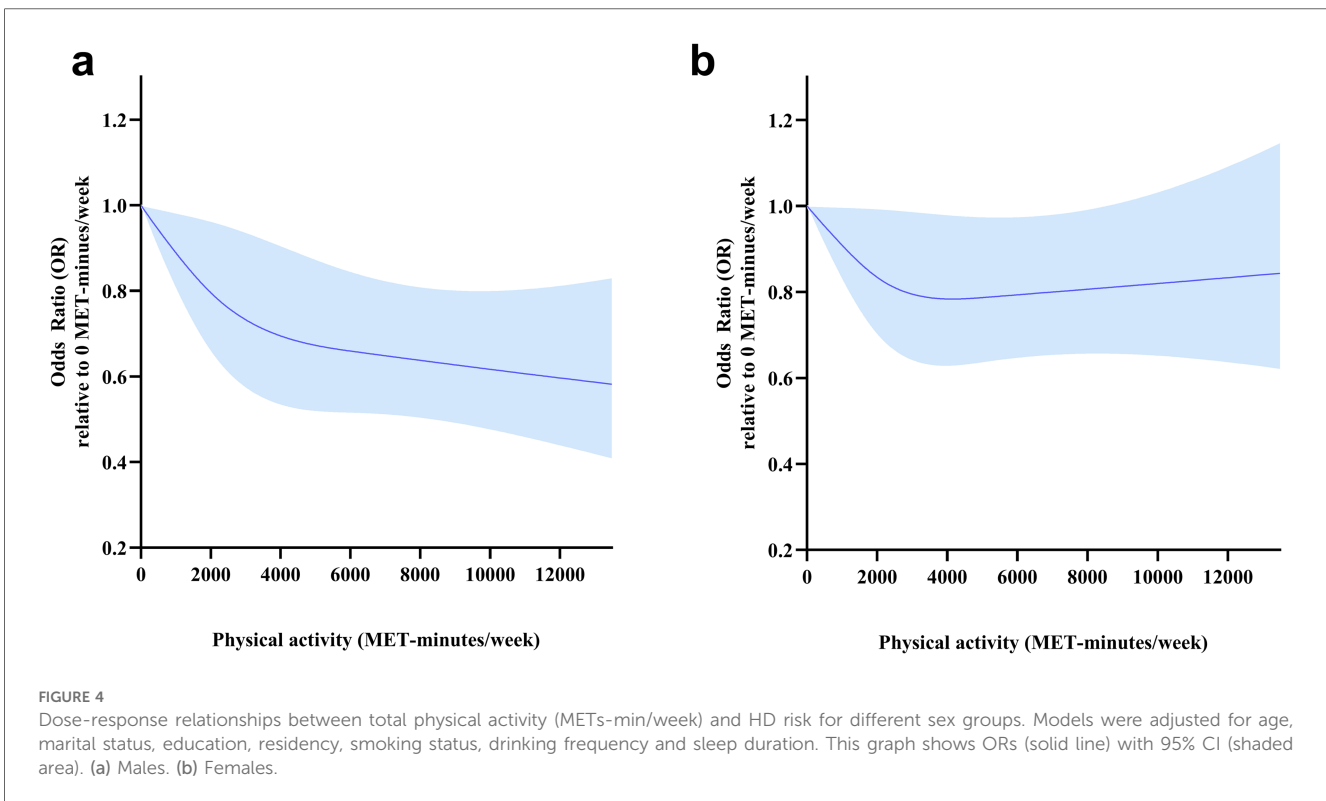 a
1.2
1.0
0.8
0.6
0.4
0.2
Odds Ratio (OR)
relative to 0 MET-minues/week
0 2000 4000 6000 8000 10000 12000
Physical activity (MET-minutes/week)
b
1.2
1.0
0.8
0.6
0.4
0.2
Odds Ratio (OR)
relative to 0 MET-minutes/week
0 2000 4000 6000 8000 10000 12000
Physical activity (MET-minutes/week)
FIGURE 4
Dose-response relationships between total physical activity (METs-min/week) and HD risk for different sex groups. Models were adjusted for age,
marital status, education, residency, smoking status, drinking frequency and sleep duration. This graph shows ORs (solid line) with 95% CI (shaded
area). (a) Males. (b) Females.